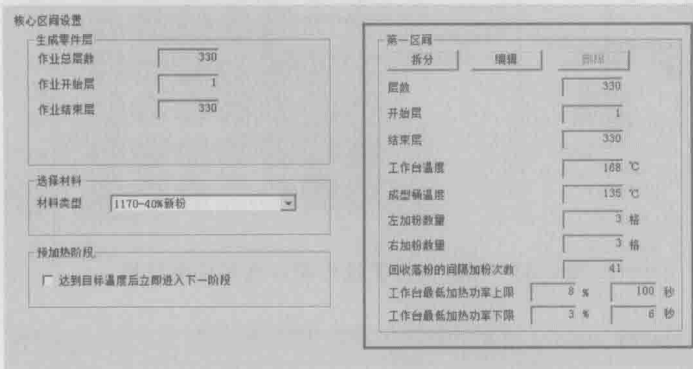 核心区间设置
生成零件层
作业总层数 330
作业开始层 1
作业结束层 330
选择材料
材料类型 1170-40%新粉
预加热阶段
达到目标温度后立即进入下一阶段
第一区间
拆分 编辑 删除
层数 330
开始层 1
结束层 330
工作台温度 168 ℃
成型桶温度 135 ℃
左加粉数量 3 格
右加粉数量 3 格
回收落粉的间隔加粉次数 41
工作台最低加热功率上限 8 % 100 秒
工作台最低加热功率下限 3 % 6 秒